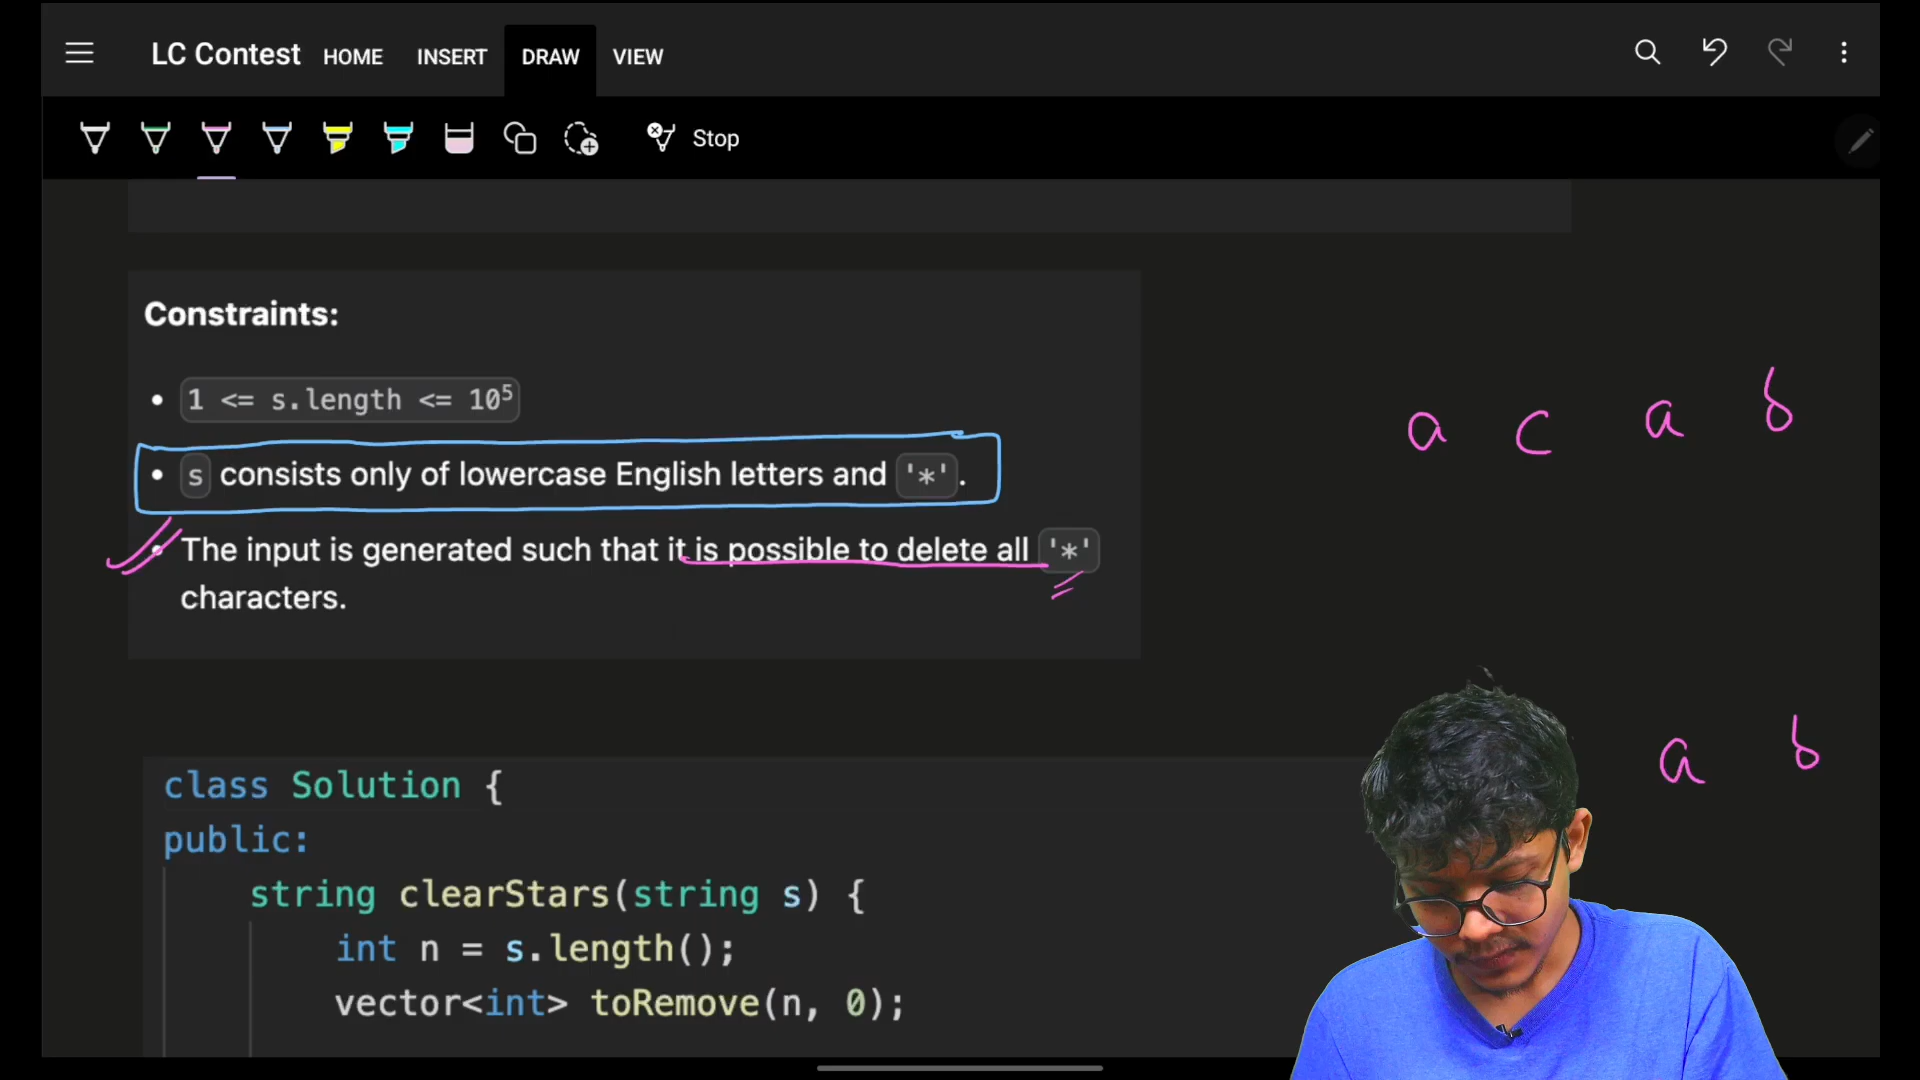 LC Contest HOME INSERT DRAW VIEW
Stop
Constraints:
• 1 <= s.length <= 10⁵
• s consists only of lowercase English letters and '*'.
• The input is generated such that it is possible to delete all '*'
characters.
a c a b
a b
class Solution {
public:
string clearStars(string s) {
int n = s.length();
vector<int> toRemove(n, 0);